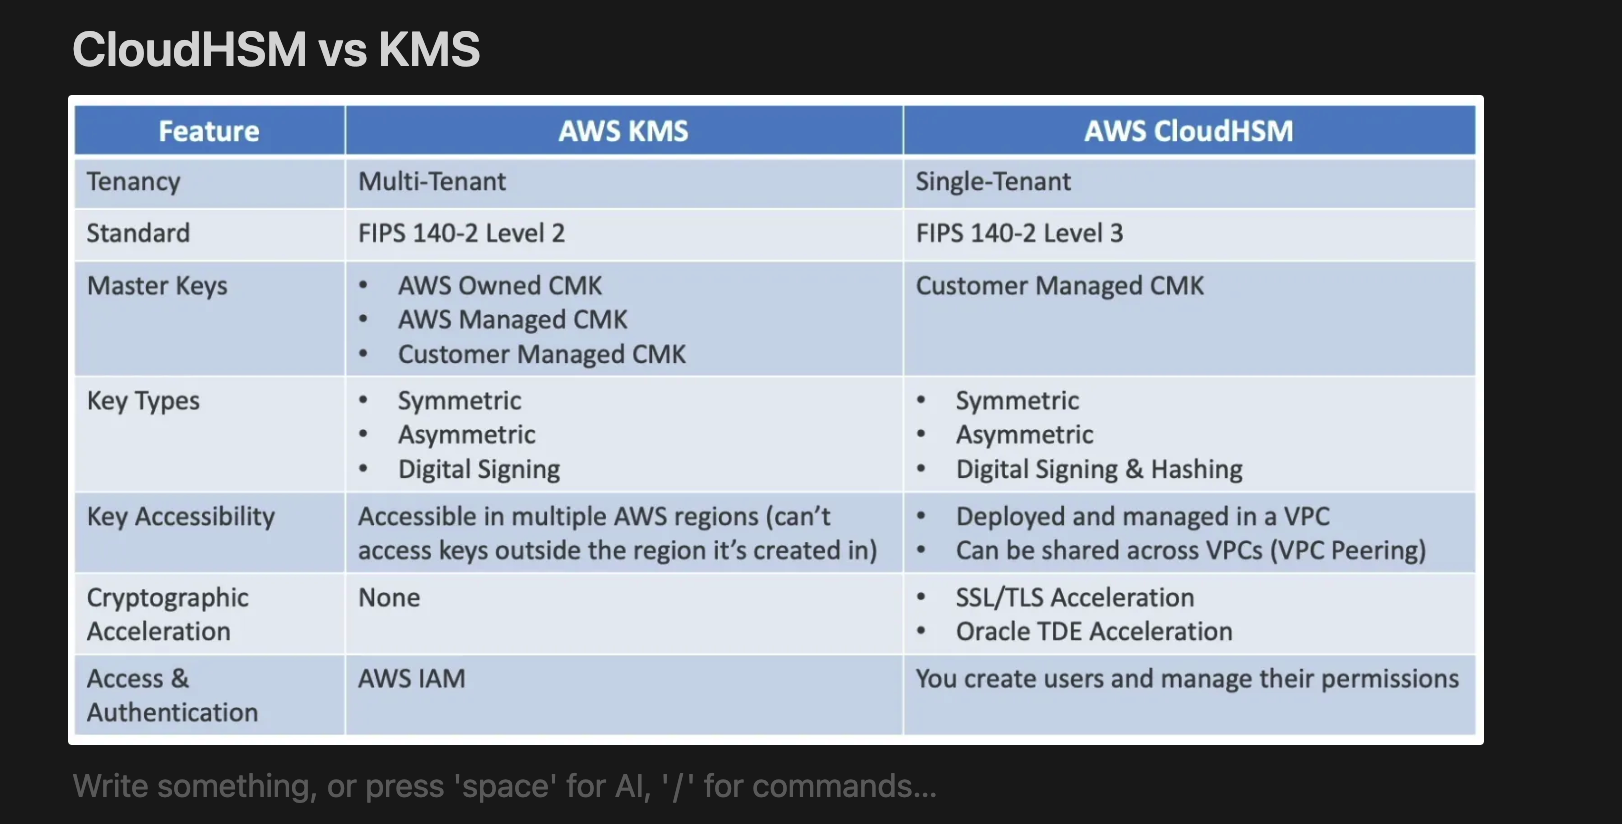 CloudHSM vs KMS
Feature
AWS KMS
AWS CloudHSM
Tenancy
Multi-Tenant
Single-Tenant
Standard
FIPS 140-2 Level 2
FIPS 140-2 Level 3
Master Keys
• AWS Owned CMK
• AWS Managed CMK
• Customer Managed CMK
Customer Managed CMK
Key Types
• Symmetric
• Asymmetric
• Digital Signing
• Symmetric
• Asymmetric
• Digital Signing & Hashing
Key Accessibility
Accessible in multiple AWS regions (can’t
access keys outside the region it’s created in)
• Deployed and managed in a VPC
• Can be shared across VPCs (VPC Peering)
Cryptographic
Acceleration
None
• SSL/TLS Acceleration
• Oracle TDE Acceleration
Access &
Authentication
AWS IAM
You create users and manage their permissions
Write something, or press 'space' for AI, '/' for commands...